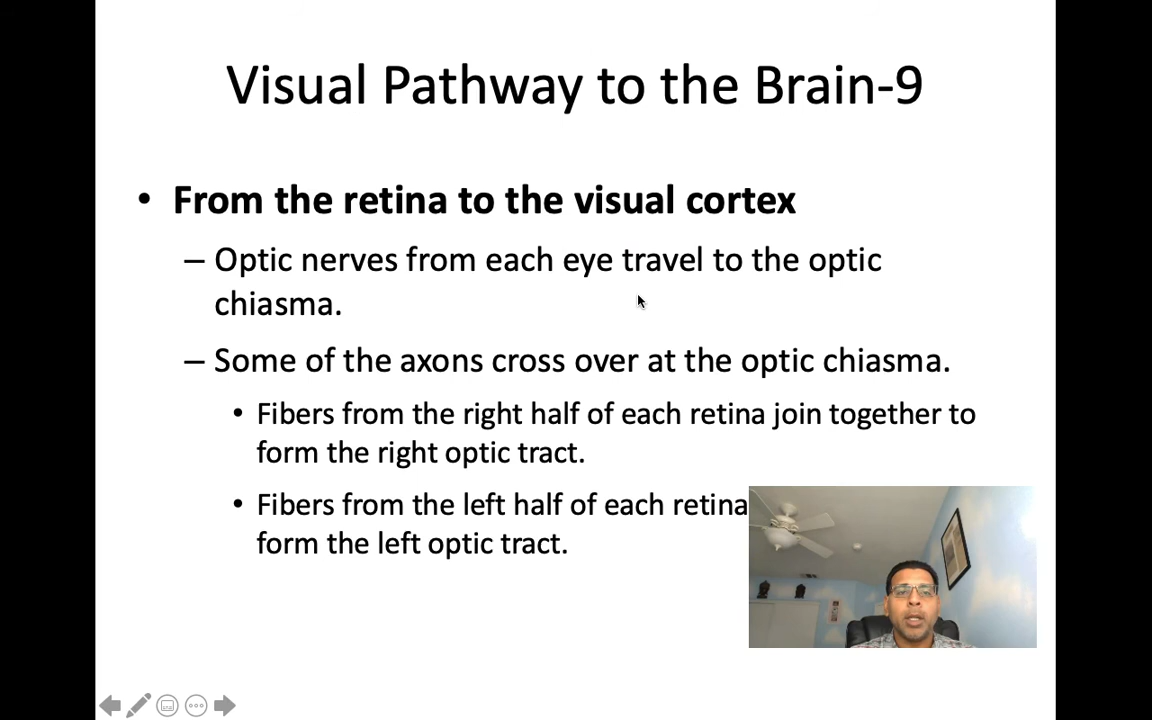 Visual Pathway to the Brain-9
• From the retina to the visual cortex
– Optic nerves from each eye travel to the optic
chiasma.
– Some of the axons cross over at the optic chiasma.
• Fibers from the right half of each retina join together to
form the right optic tract.
• Fibers from the left half of each retina
form the left optic tract.